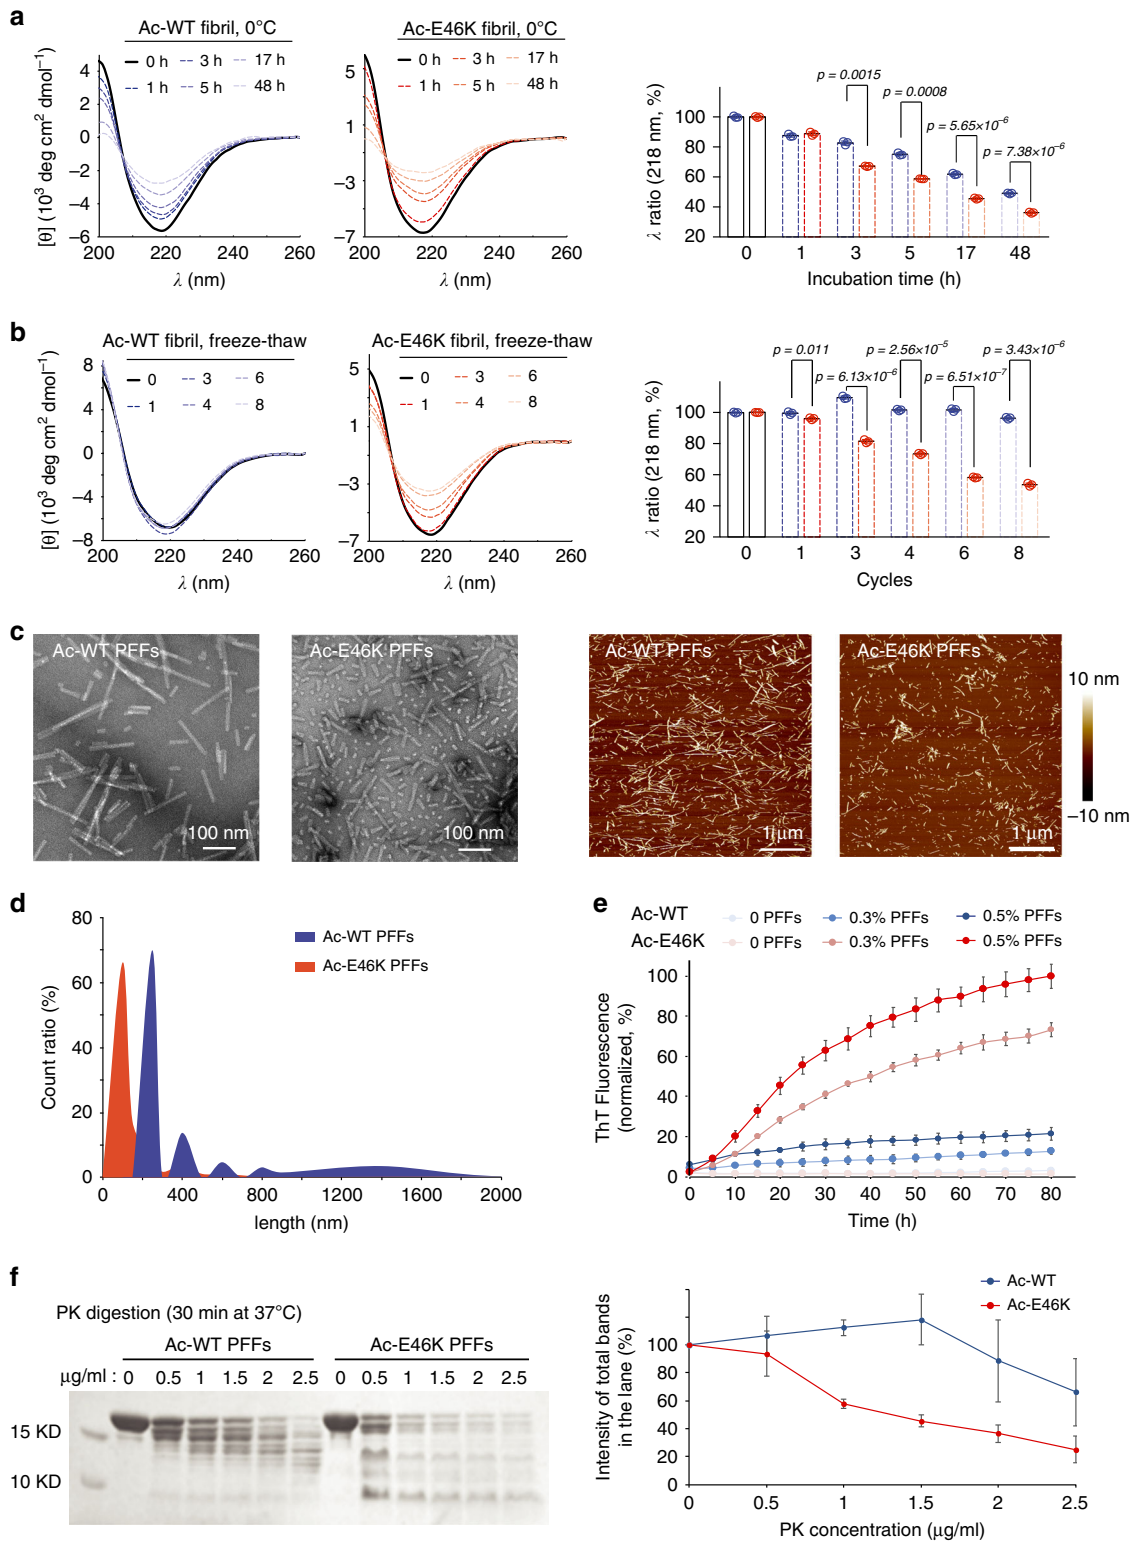 a
Ac-WT fibril, 0°C
0 h 3 h 17 h
1 h 5 h 48 h
[θ] (10³ deg cm² dmol⁻¹)
4
2
0
−2
−4
−6
200 220 240 260
λ (nm)
Ac-E46K fibril, 0°C
0 h 3 h 17 h
1 h 5 h 48 h
5
1
−3
−7
200 220 240 260
λ (nm)
λ ratio (218 nm, %)
100
80
60
40
20
p = 0.0015
p = 0.0008
p = 5.65×10⁻⁶
p = 7.38×10⁻⁶
0 1 3 5 17 48
Incubation time (h)
b
Ac-WT fibril, freeze-thaw
0 3 6
1 4 8
[θ] (10³ deg cm² dmol⁻¹)
8
4
0
−4
−8
200 220 240 260
λ (nm)
Ac-E46K fibril, freeze-thaw
0 3 6
1 4 8
5
1
−3
−7
200 220 240 260
λ (nm)
λ ratio (218 nm, %)
100
80
60
40
20
p = 0.011
p = 2.56×10⁻⁵
p = 3.43×10⁻⁶
p = 6.13×10⁻⁶
p = 6.51×10⁻⁷
0 1 3 4 6 8
Cycles
c
Ac-WT PFFs
100 nm
Ac-E46K PFFs
100 nm
Ac-WT PFFs
1 μm
Ac-E46K PFFs
1 μm
10 nm
−10 nm
d
Count ratio (%)
80
60
40
20
0
Ac-WT PFFs
Ac-E46K PFFs
0 400 800 1200 1600 2000
length (nm)
e
Ac-WT 0 PFFs 0.3% PFFs 0.5% PFFs
Ac-E46K 0 PFFs 0.3% PFFs 0.5% PFFs
ThT Fluorescence
(normalized, %)
100
80
60
40
20
0
0 10 20 30 40 50 60 70 80
Time (h)
f
PK digestion (30 min at 37°C)
Ac-WT PFFs Ac-E46K PFFs
μg/ml : 0 0.5 1 1.5 2 2.5 0 0.5 1 1.5 2 2.5
15 KD
10 KD
Intensity of total bands
in the lane (%)
Ac-WT
Ac-E46K
100
80
60
40
20
0
0 0.5 1 1.5 2 2.5
PK concentration (μg/ml)